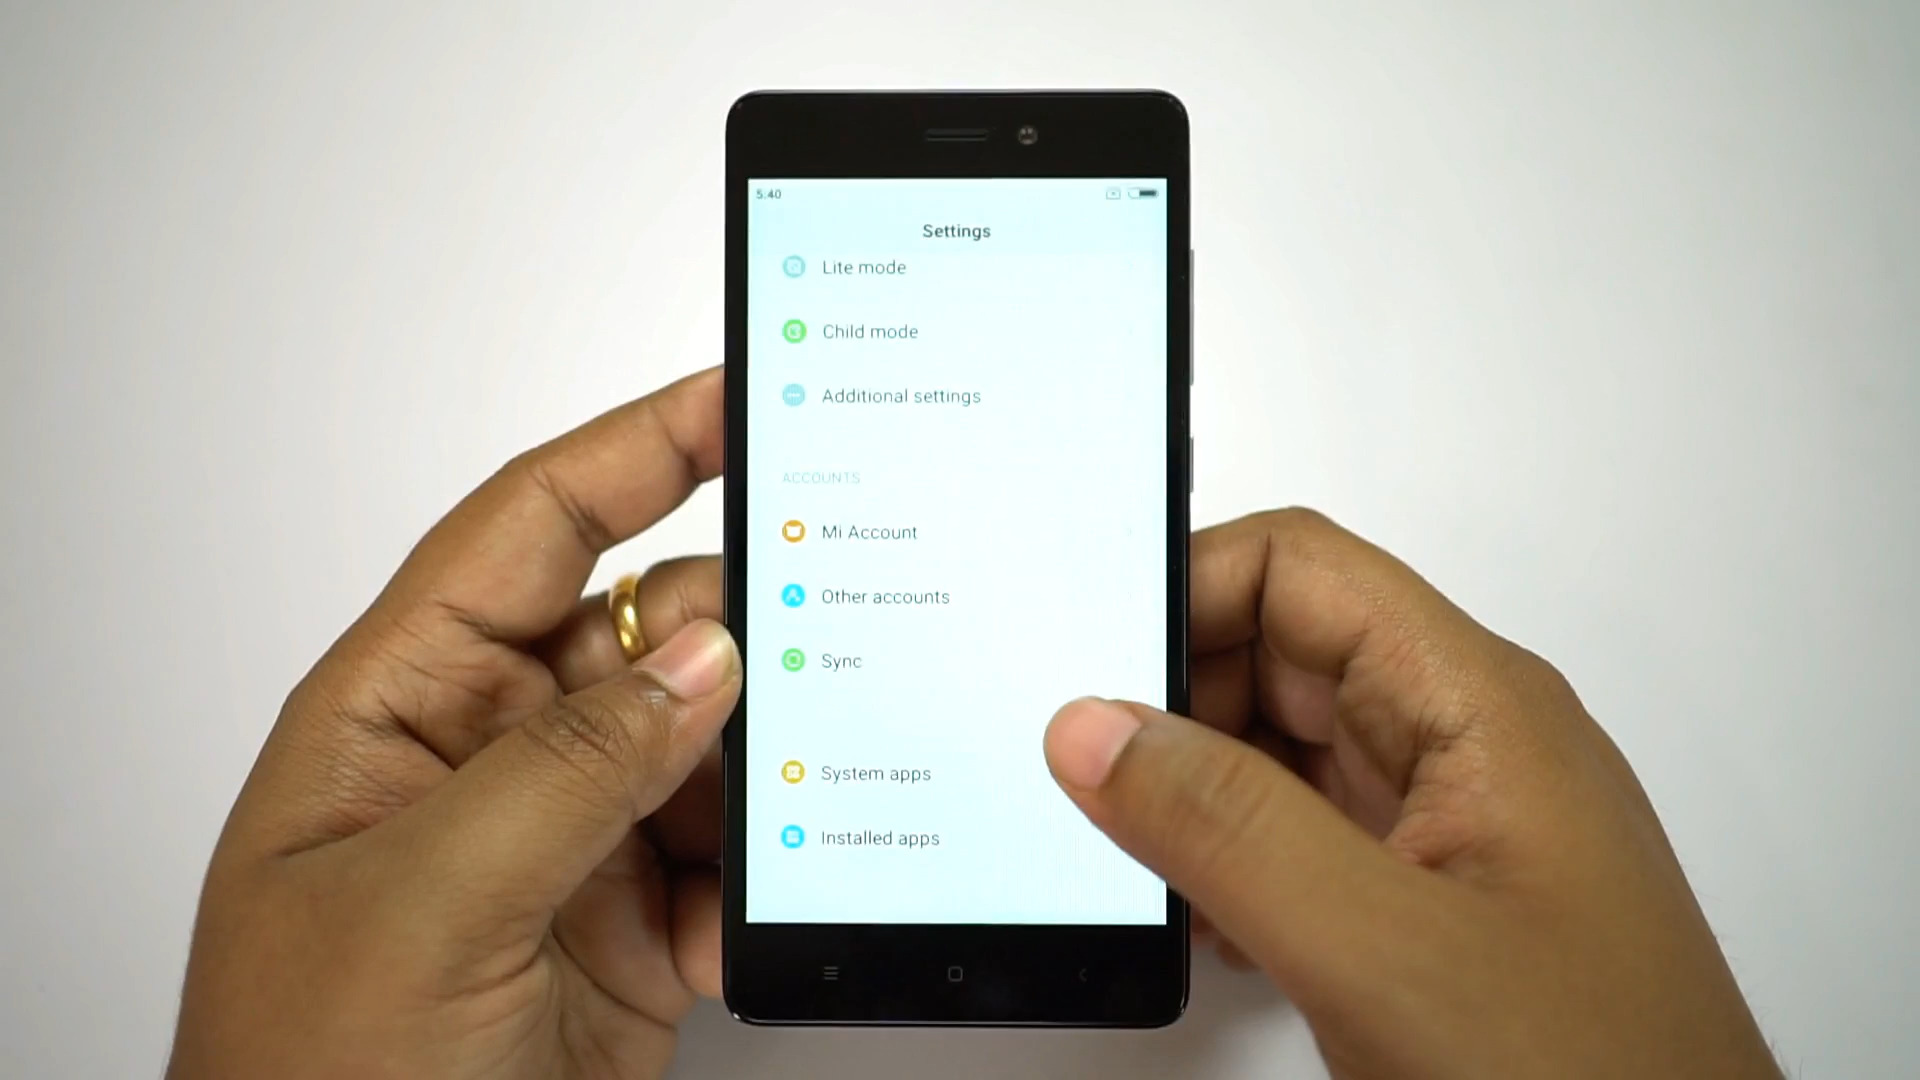 5:40
Settings
Lite mode
Child mode
Additional settings
ACCOUNTS
Mi Account
Other accounts
Sync
System apps
Installed apps